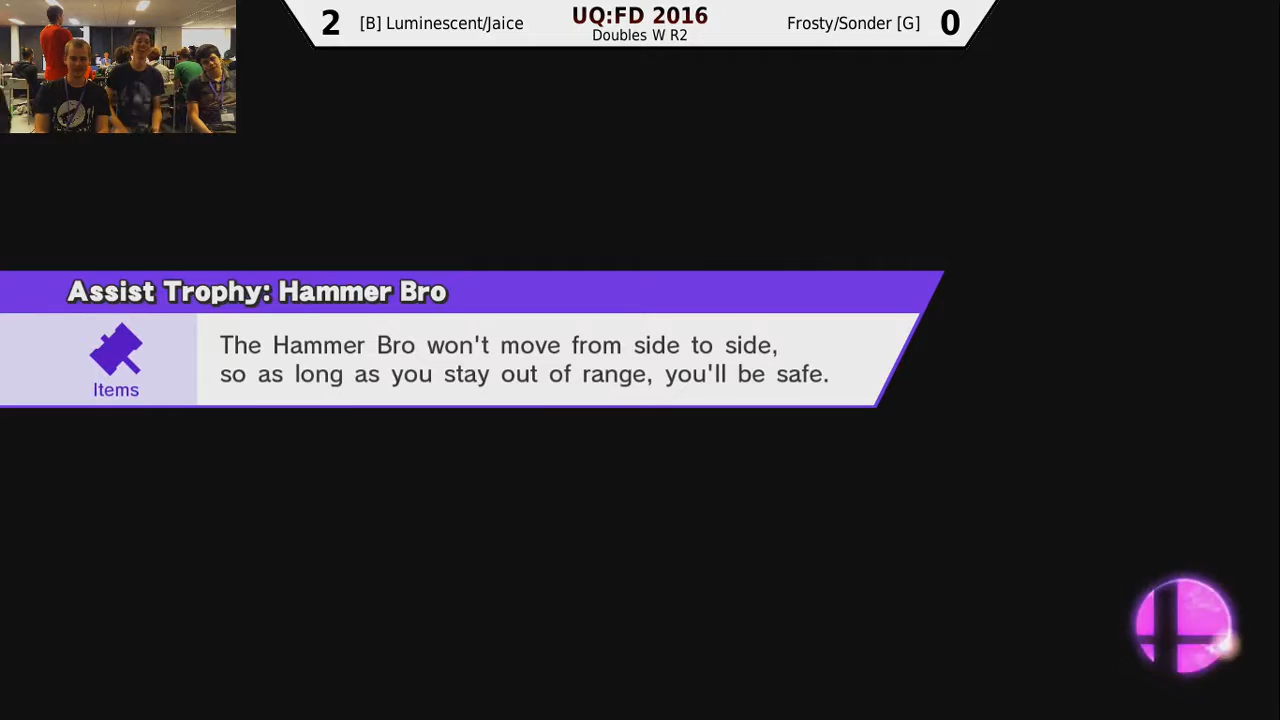 2
[B] Luminescent/Jaice
UQ:FD 2016
Doubles W R2
Frosty/Sonder [G]
0
Assist Trophy: Hammer Bro
Items
The Hammer Bro won't move from side to side,
so as long as you stay out of range, you'll be safe.